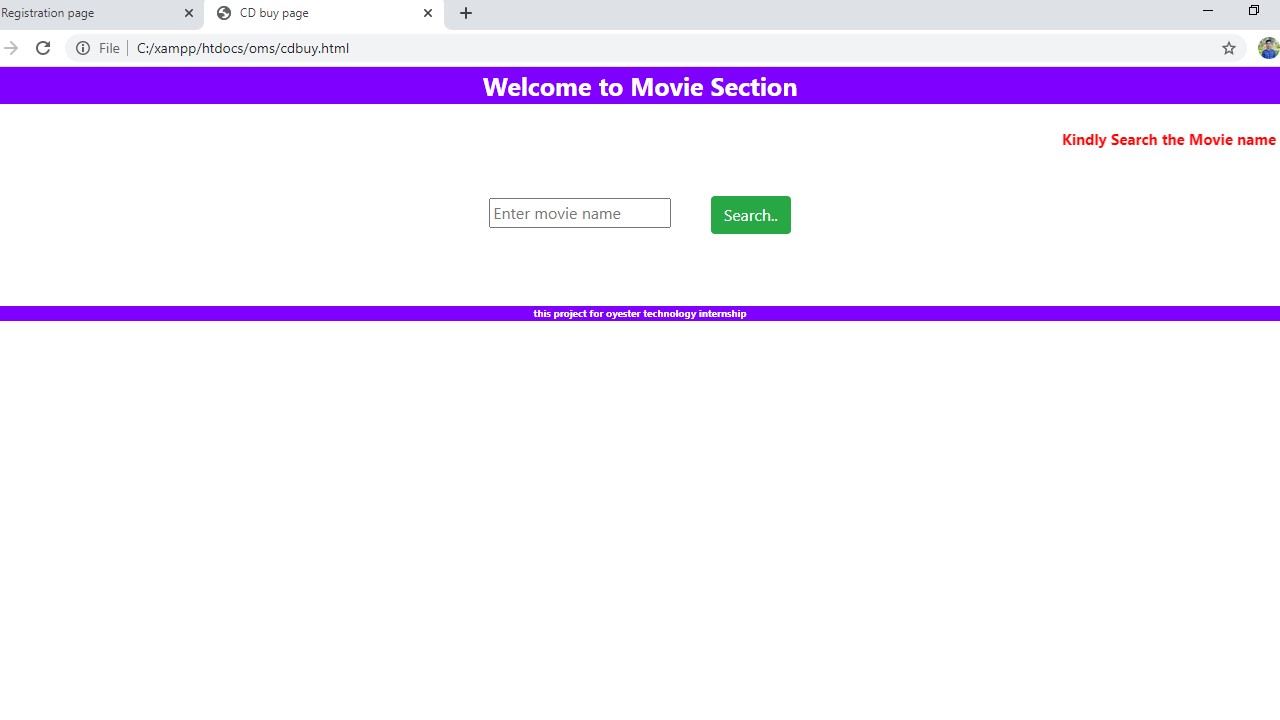 Registration page
CD buy page
File
C:/xampp/htdocs/oms/cdbuy.html
Welcome to Movie Section
Kindly Search the Movie name
Enter movie name
Search..
this project for oyester technology internship